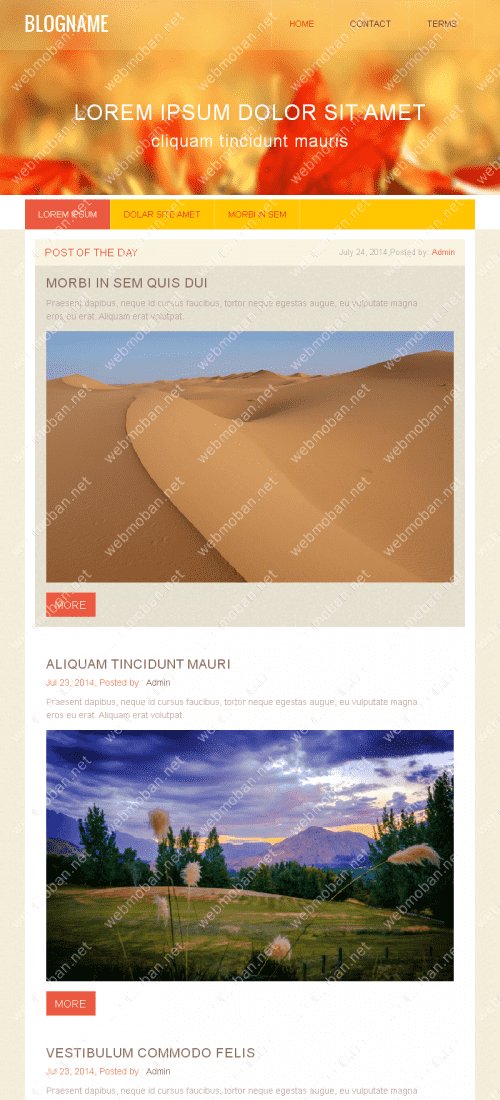 BLOGNAME
HOME CONTACT TERMS
LOREM IPSUM DOLOR SIT AMET
cliquam tincidunt mauris
LOREM IPSUM DOLAR SITE AMET MORBI IN SEM
POST OF THE DAY July 24, 2014,Posted by Admin
MORBI IN SEM QUIS DUI
Praesent dapibus, neque id cursus faucibus, tortor neque egestas augue, eu vulputate magna
eros eu erat. Aliquam erat volutpat.
MORE
ALIQUAM TINCIDUNT MAURI
Jul 23, 2014, Posted by : Admin
Praesent dapibus, neque id cursus faucibus, tortor neque egestas augue, eu vulputate magna
eros eu erat. Aliquam erat volutpat.
MORE
VESTIBULUM COMMODO FELIS
Jul 23, 2014, Posted by : Admin
Praesent dapibus, neque id cursus faucibus, tortor neque egestas augue, eu vulputate magna
webmoban.net